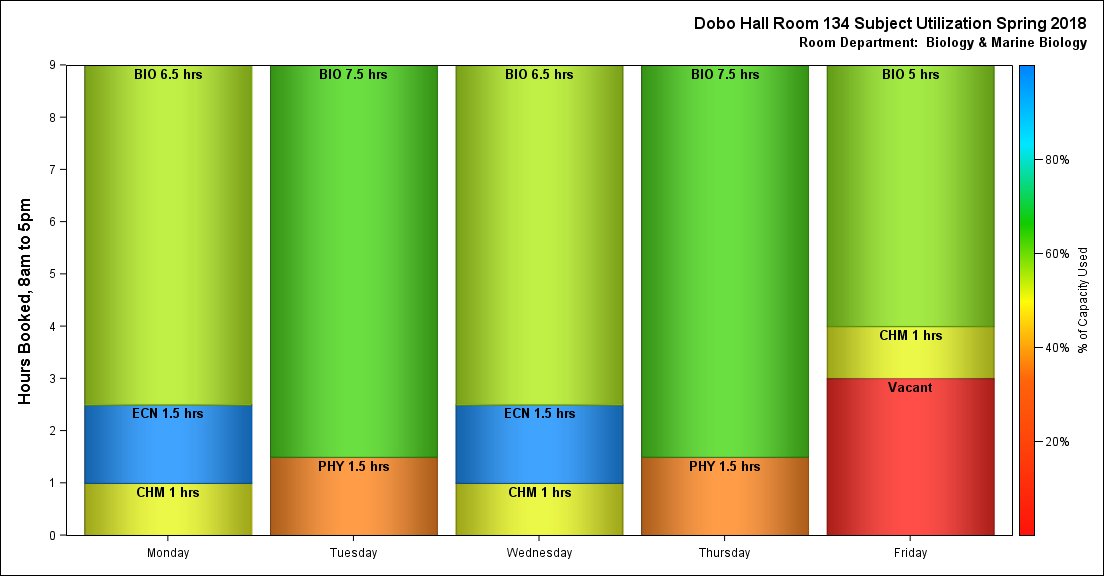 Dobo Hall Room 134 Subject Utilization Spring 2018
Room Department:  Biology & Marine Biology
Hours Booked, 8am to 5pm
9
8
7
6
5
4
3
2
1
0
BIO 6.5 hrs
ECN 1.5 hrs
CHM 1 hrs
BIO 7.5 hrs
PHY 1.5 hrs
BIO 6.5 hrs
ECN 1.5 hrs
CHM 1 hrs
BIO 7.5 hrs
PHY 1.5 hrs
BIO 5 hrs
CHM 1 hrs
Vacant
Monday
Tuesday
Wednesday
Thursday
Friday
80%
60%
40%
20%
% of Capacity Used